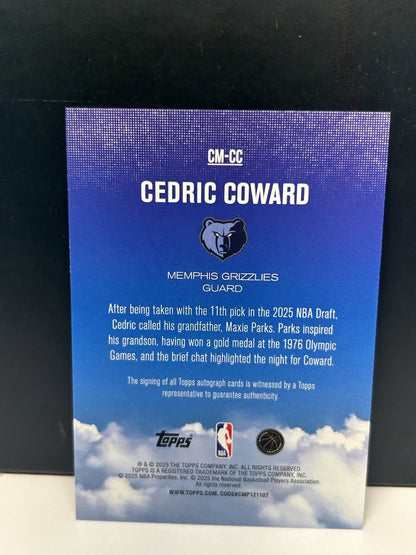 CM-CC
CEDRIC COWARD
MEMPHIS GRIZZLIES
GUARD
After being taken with the 11th pick in the 2025 NBA Draft,
Cedric called his grandfather, Maxie Parks. Parks inspired
his grandson, having won a gold medal at the 1976 Olympic
Games, and the brief chat highlighted the night for Coward.
The signing of all Topps autograph cards is witnessed by a Topps
representative to guarantee authenticity.
Topps NBA
® & © 2025 THE TOPPS COMPANY, INC. ALL RIGHTS RESERVED.
TOPPS IS A REGISTERED TRADEMARK OF THE TOPPS COMPANY, INC.
© 2025 NBA Properties, Inc. © 2025 the National Basketball Players Association.
All rights reserved.
WWW.TOPPS.COM. CODE#CMP121107